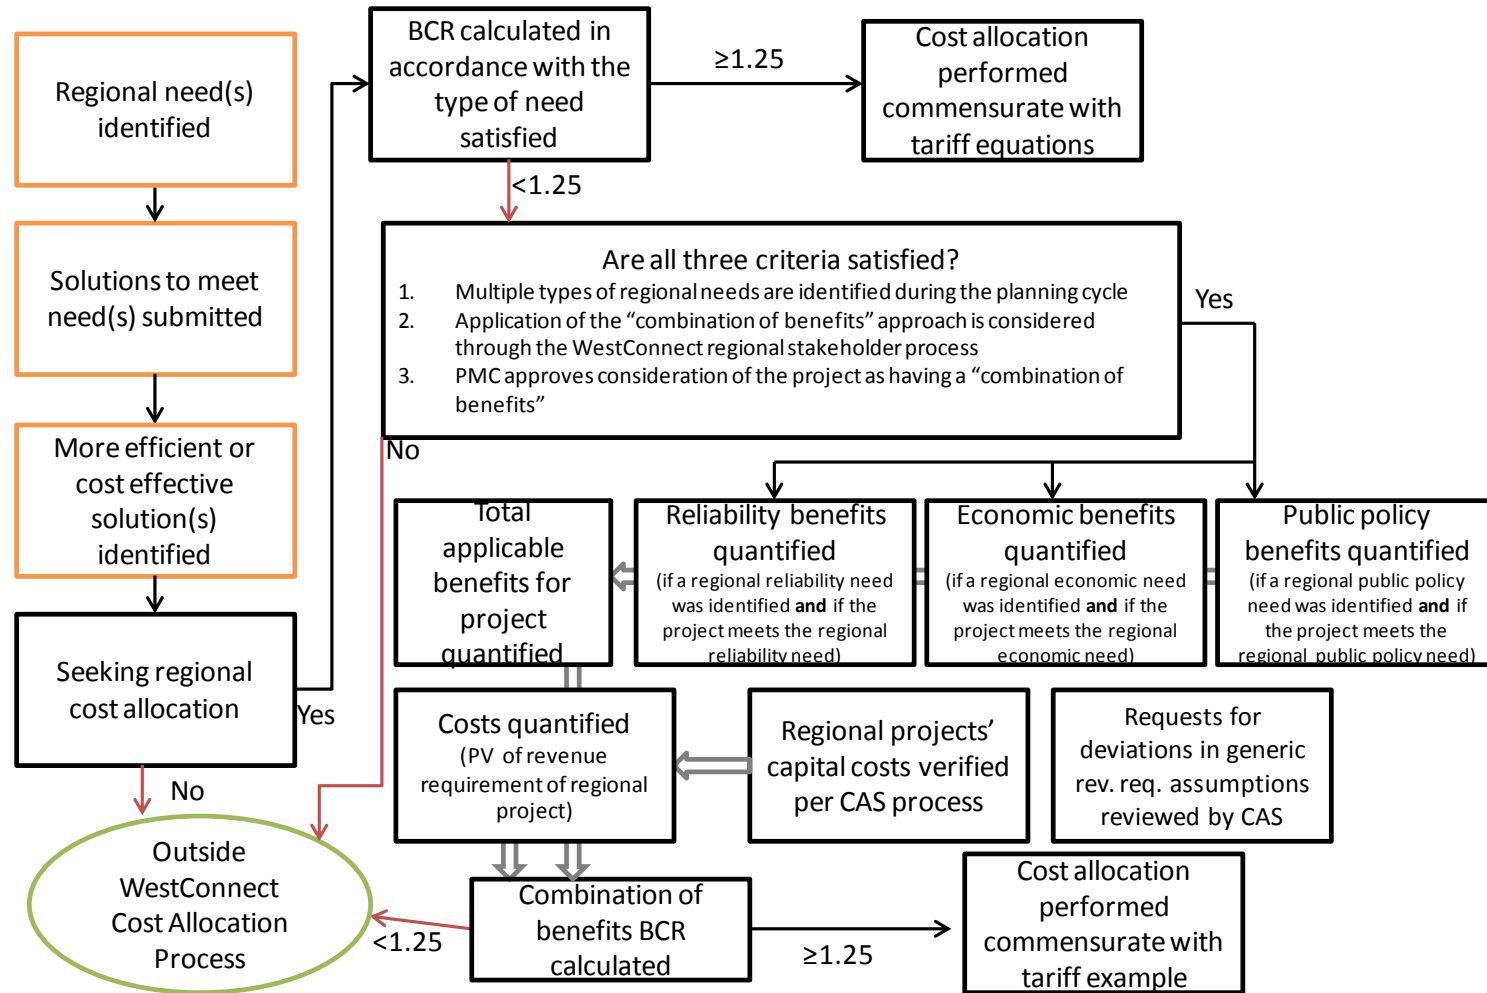 Regional need(s)
identified
Solutions to meet
need(s) submitted
More efficient or
cost effective
solution(s)
identified
Seeking regional
cost allocation
Yes
No
Outside
WestConnect
Cost Allocation
Process
BCR calculated in
accordance with the
type of need
satisfied
≥1.25
Cost allocation
performed
commensurate with
tariff equations
<1.25
Are all three criteria satisfied?
1. Multiple types of regional needs are identified during the planning cycle
2. Application of the “combination of benefits” approach is considered
through the WestConnect regional stakeholder process
3. PMC approves consideration of the project as having a “combination of
benefits”
Yes
No
Total
applicable
benefits for
project
quantified
Reliability benefits
quantified
(if a regional reliability need
was identified and if the
project meets the regional
reliability need)
Economic benefits
quantified
(if a regional economic need
was identified and if the
project meets the regional
economic need)
Public policy
benefits quantified
(if a regional public policy
need was identified and if
the project meets the
regional public policy need)
Costs quantified
(PV of revenue
requirement of regional
project)
Regional projects’
capital costs verified
per CAS process
Requests for
deviations in generic
rev. req. assumptions
reviewed by CAS
Combination of
benefits BCR
calculated
<1.25
≥1.25
Cost allocation
performed
commensurate with
tariff example